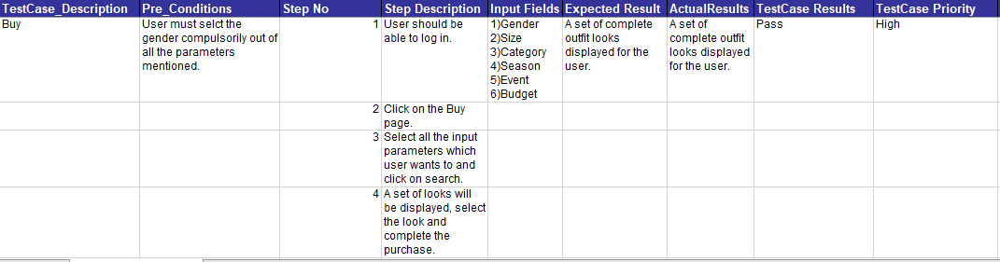 TestCase_Description Pre_Conditions Step No Step Description Input Fields Expected Result ActualResults TestCase Results TestCase Priority
Buy
User must selct the
gender compulsorily out of
all the parameters
mentioned.
1
User should be
able to log in.
1)Gender
2)Size
3)Category
4)Season
5)Event
6)Budget
A set of complete
outfit looks
displayed for the
user.
A set of
complete outfit
looks displayed
for the user.
Pass
High
2
Click on the Buy
page.
3
Select all the input
parameters which
user wants to and
click on search.
4
A set of looks will
be displayed, select
the look and
complete the
purchase.